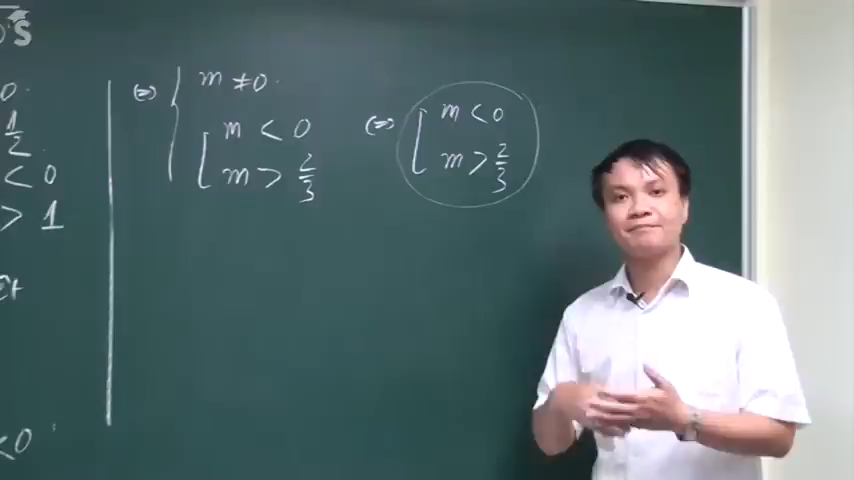 'S
0
1/2
< 0
> 1
< 0
(=) { m ≠ 0
[ m < 0
m > 2/3
(=) [ m < 0
m > 2/3